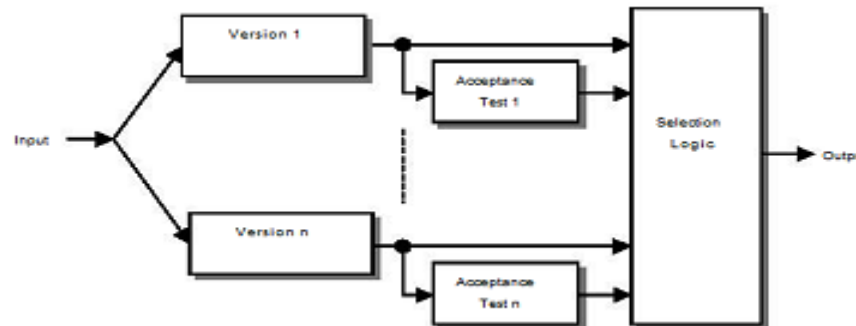 Version 1
Acceptance
Test 1
Input
Selection
Logic
Outp
Version n
Acceptance
Test n